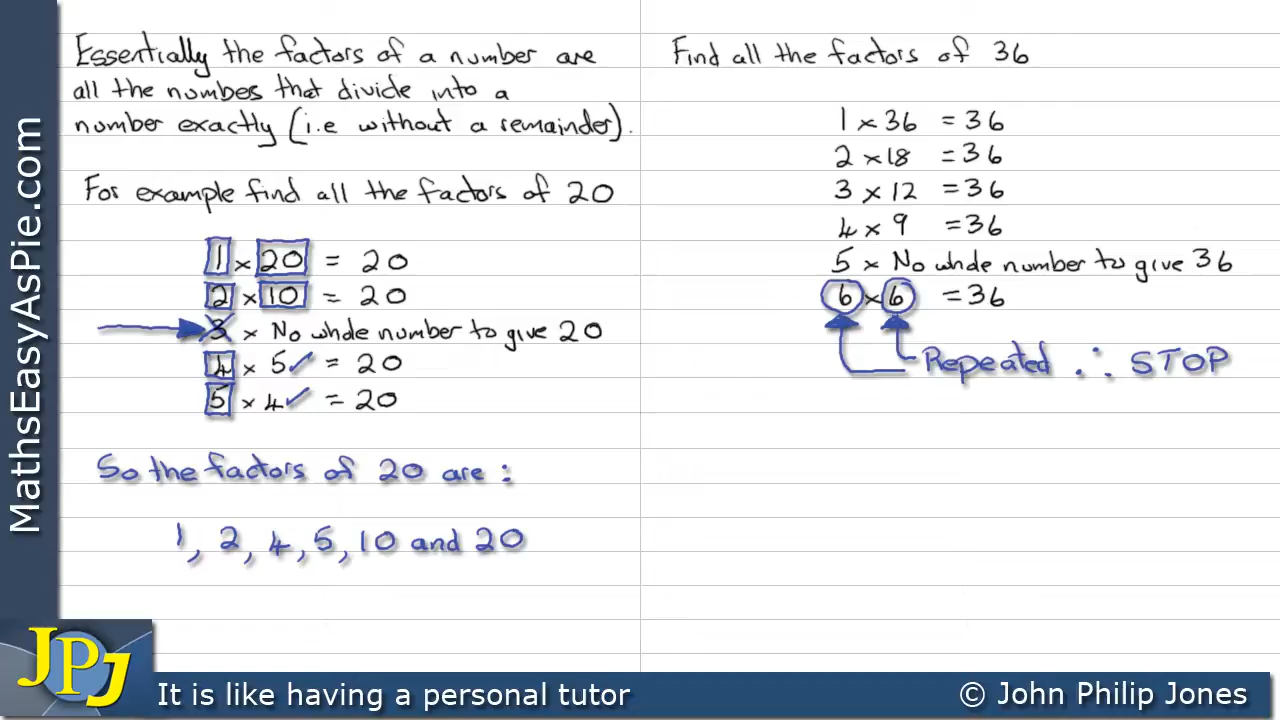 MathsEasyAsPie.com
Essentially the factors of a number are
all the numbes that divide into a
number exactly (i.e without a remainder).
For example find all the factors of 20
1 × 20 = 20
2 × 10 = 20
3 × No whole number to give 20
4 × 5 ✓ = 20
5 × 4 ✓ = 20
So the factors of 20 are :
1, 2, 4, 5, 10 and 20
Find all the factors of 36
1 × 36 = 36
2 × 18 = 36
3 × 12 = 36
4 × 9 = 36
5 × No whole number to give 36
6 × 6 = 36
Repeated ∴ STOP
JPJ
It is like having a personal tutor
© John Philip Jones